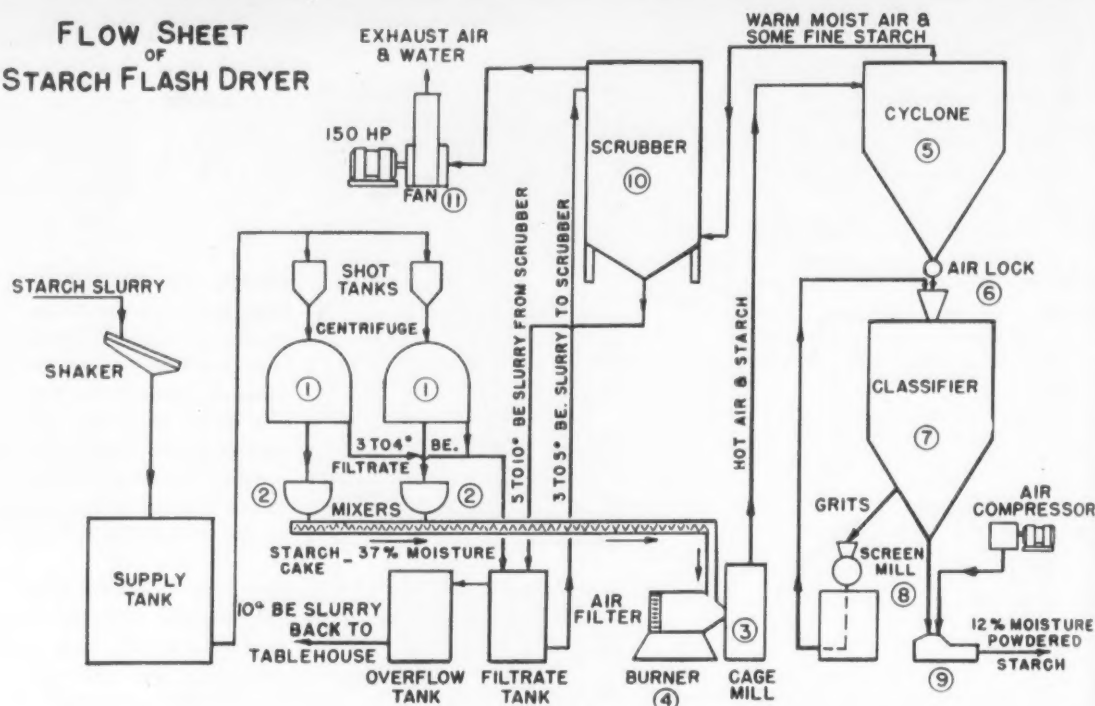 FLOW SHEET
OF
STARCH FLASH DRYER
EXHAUST AIR
& WATER
150 HP
FAN 11
WARM MOIST AIR &
SOME FINE STARCH
SCRUBBER
10
CYCLONE
5
AIR LOCK
6
STARCH SLURRY
SHAKER
SHOT
TANKS
CENTRIFUGE
1
1
3 TO 4° BE.
FILTRATE
2
2
MIXERS
STARCH _ 37% MOISTURE
CAKE
5 TO 10° BE SLURRY FROM SCRUBBER
3 TO 5° BE. SLURRY TO SCRUBBER
HOT AIR & STARCH
CLASSIFIER
7
GRITS
AIR
COMPRESSOR
SCREEN
MILL
8
12% MOISTURE
POWDERED
STARCH
9
SUPPLY
TANK
10° BE SLURRY
BACK TO
TABLEHOUSE
OVERFLOW
TANK
FILTRATE
TANK
AIR
FILTER
BURNER
4
3
CAGE
MILL